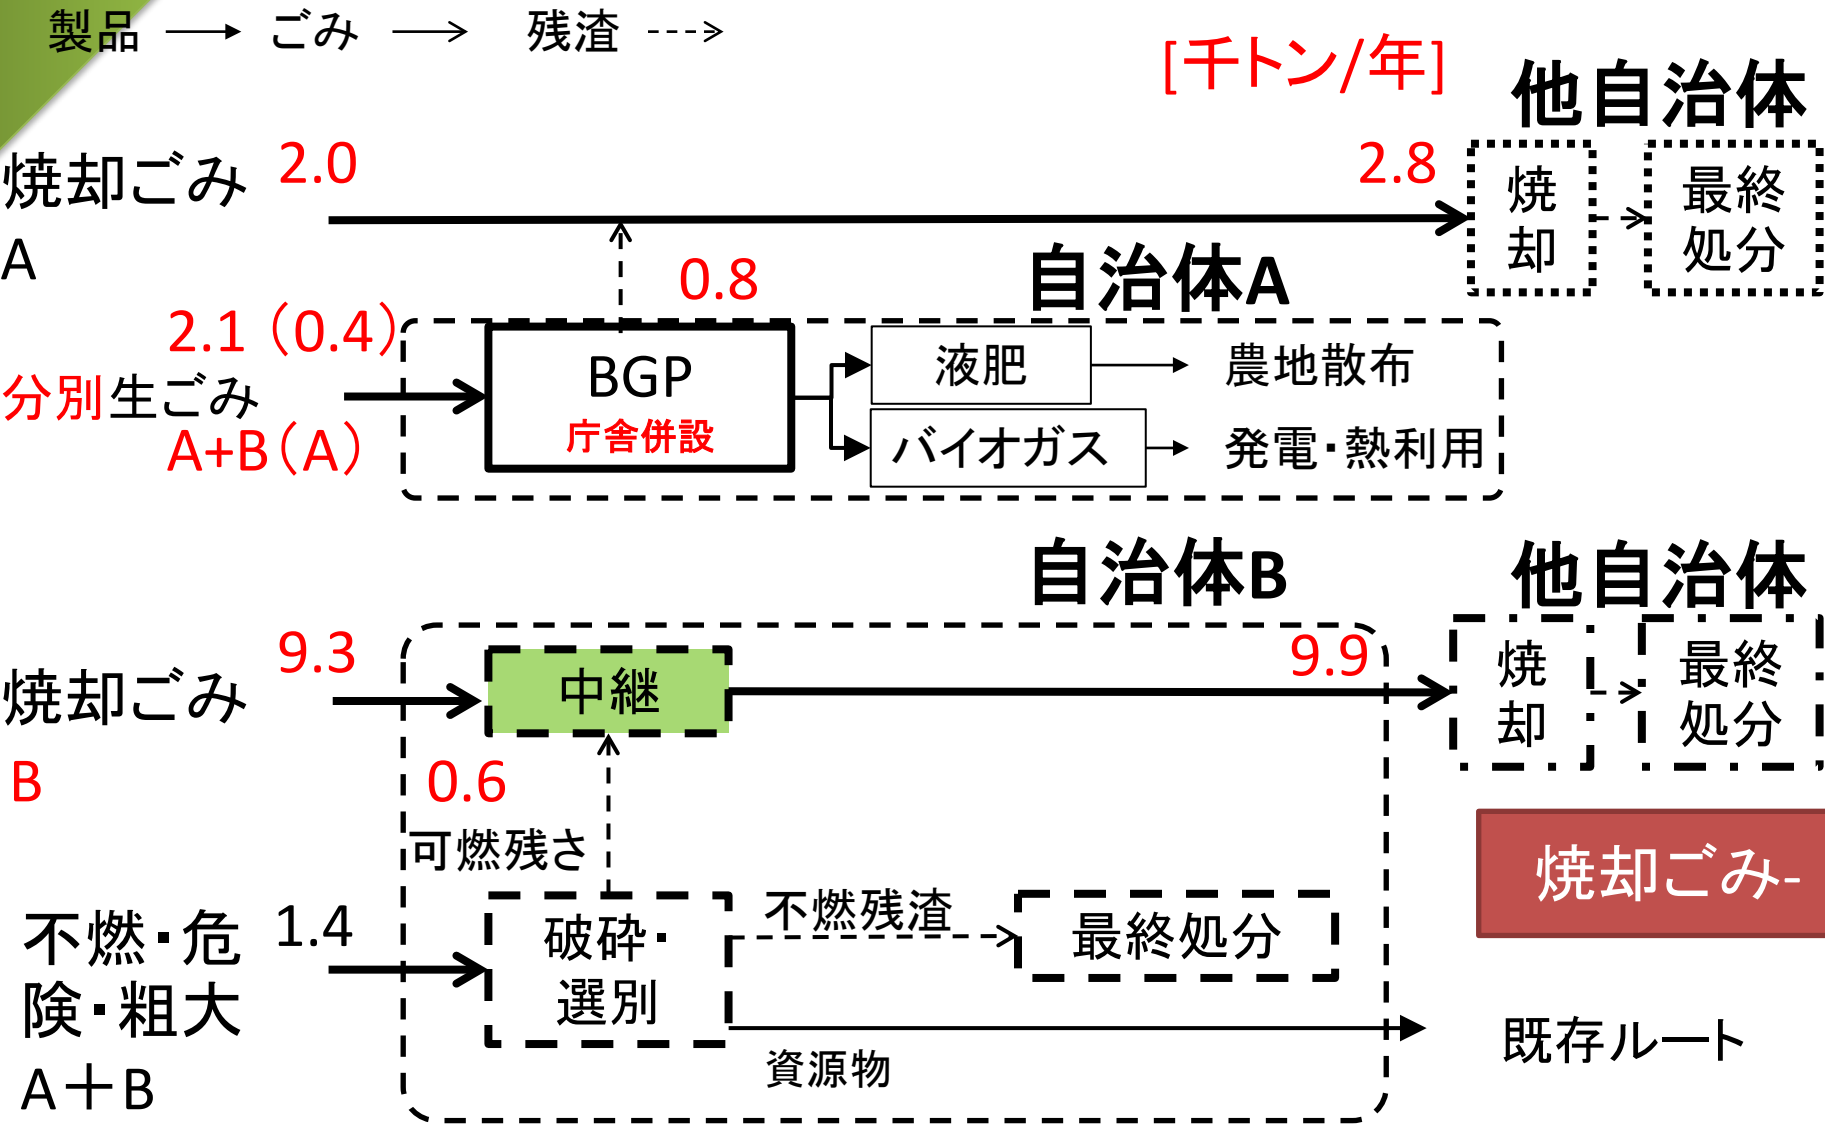 製品 ごみ 残渣
[千トン/年]
他自治体
焼却ごみ 2.0
2.8
焼
却
最終
処分
A
0.8
自治体A
2.1（0.4）
分別生ごみ
A+B（A）
BGP
庁舎併設
液肥
農地散布
バイオガス
発電・熱利用
自治体B
他自治体
9.3
焼却ごみ
B
中継
9.9
焼
却
最終
処分
0.6
可燃残さ
焼却ごみ-
不燃・危
険・粗大
A＋B
1.4
破砕・
選別
不燃残渣
最終処分
資源物
既存ルート